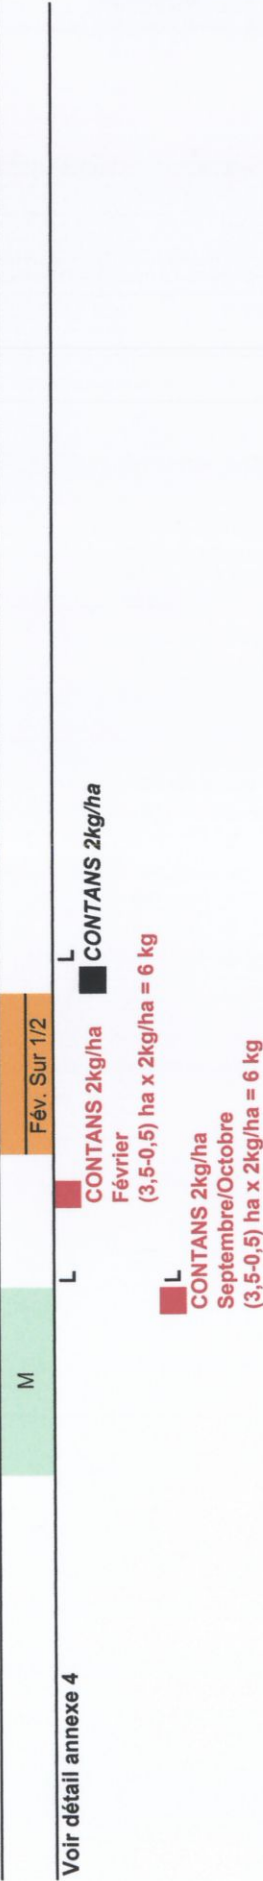 M
Fév. Sur 1/2
Voir détail annexe 4
L
L
CONTANS 2kg/ha
Février
(3,5-0,5) ha x 2kg/ha = 6 kg
CONTANS 2kg/ha
L
CONTANS 2kg/ha
Septembre/Octobre
(3,5-0,5) ha x 2kg/ha = 6 kg